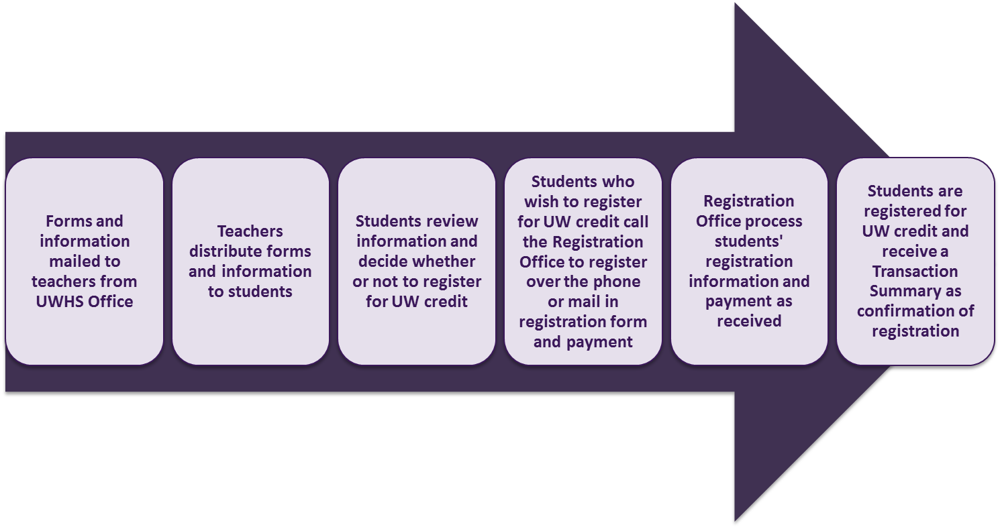 Forms and
information
mailed to
teachers from
UWHS Office
Teachers
distribute forms
and information
to students
Students review
information and
decide whether
or not to register
for UW credit
Students who
wish to register
for UW credit call
the Registration
Office to register
over the phone
or mail in
registration form
and payment
Registration
Office process
students'
registration
information and
payment as
received
Students are
registered for
UW credit and
receive a
Transaction
Summary as
confirmation of
registration